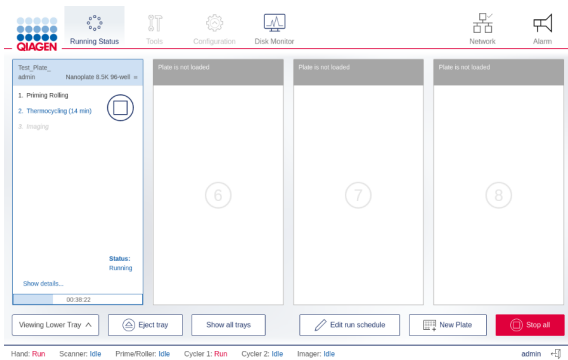 QIAGEN
Running Status
Tools
Configuration
Disk Monitor
Network
Alarm
Test_Plate_
admin Nanoplate 8.5K 96-well »
1. Priming Rolling
2. Thermocycling (14 min)
3 Imaging
Status:
Running
Show details...
00:38:22
Plate is not loaded
6
Plate is not loaded
7
Plate is not loaded
8
Viewing Lower Tray
Eject tray
Show all trays
Edit run schedule
New Plate
Stop all
Hand: Run Scanner: Idle Prime/Roller: Idle Cycler 1: Run Cycler 2: Idle Imager: Idle admin